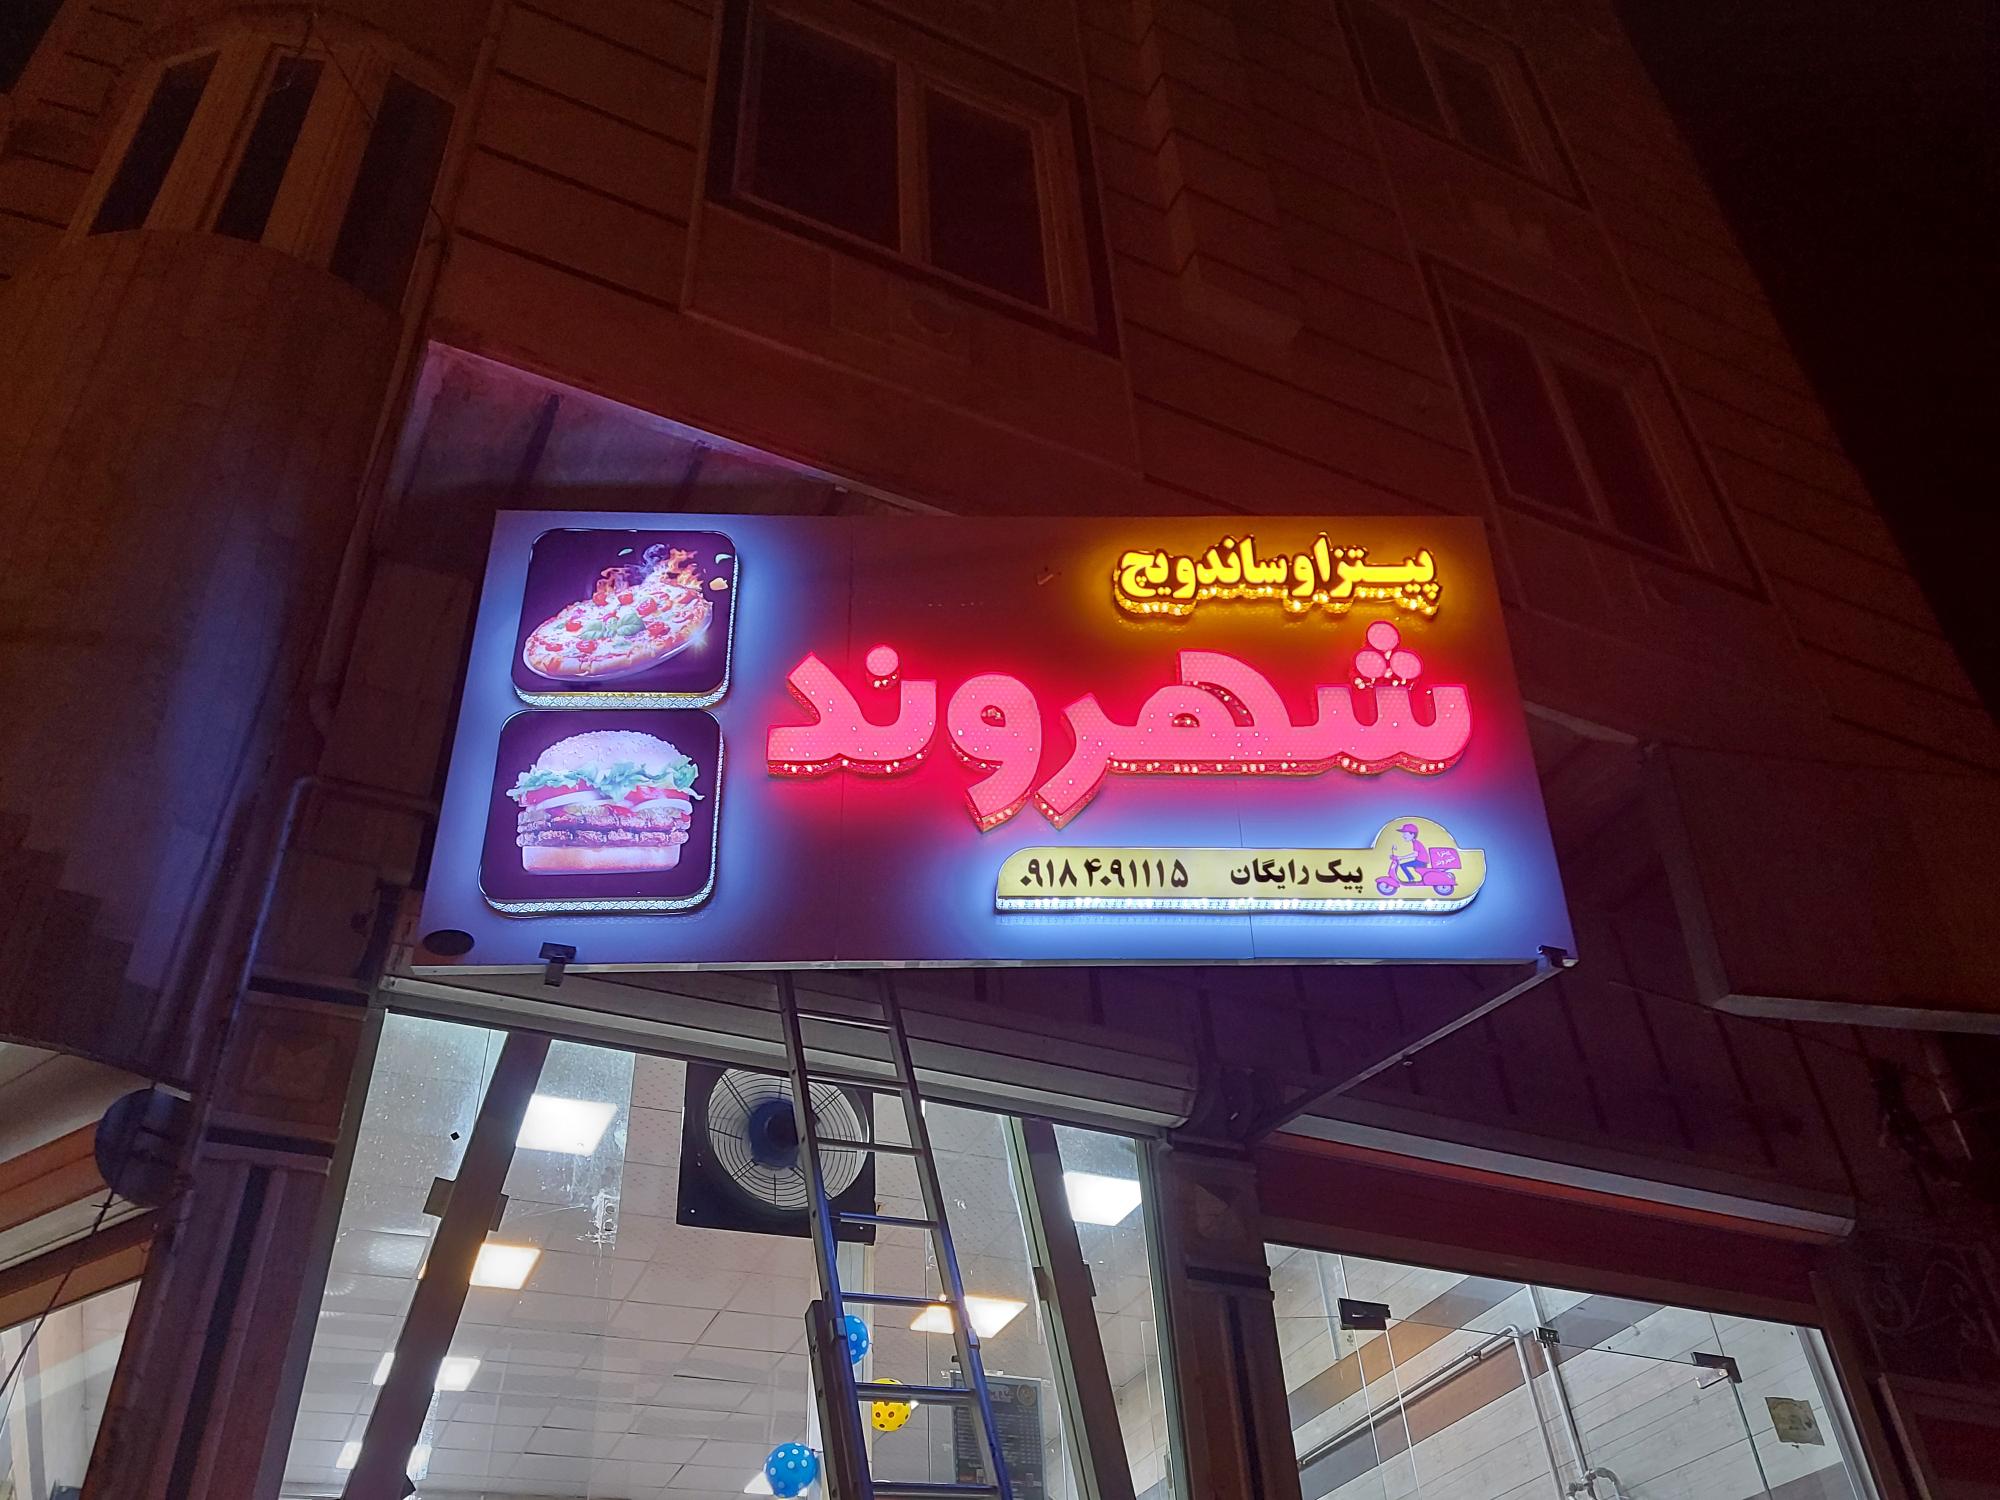 پیتزا و ساندویچ
شهروند
پیک رایگان ۰۹۱۸۴۰۹۱۱۱۵